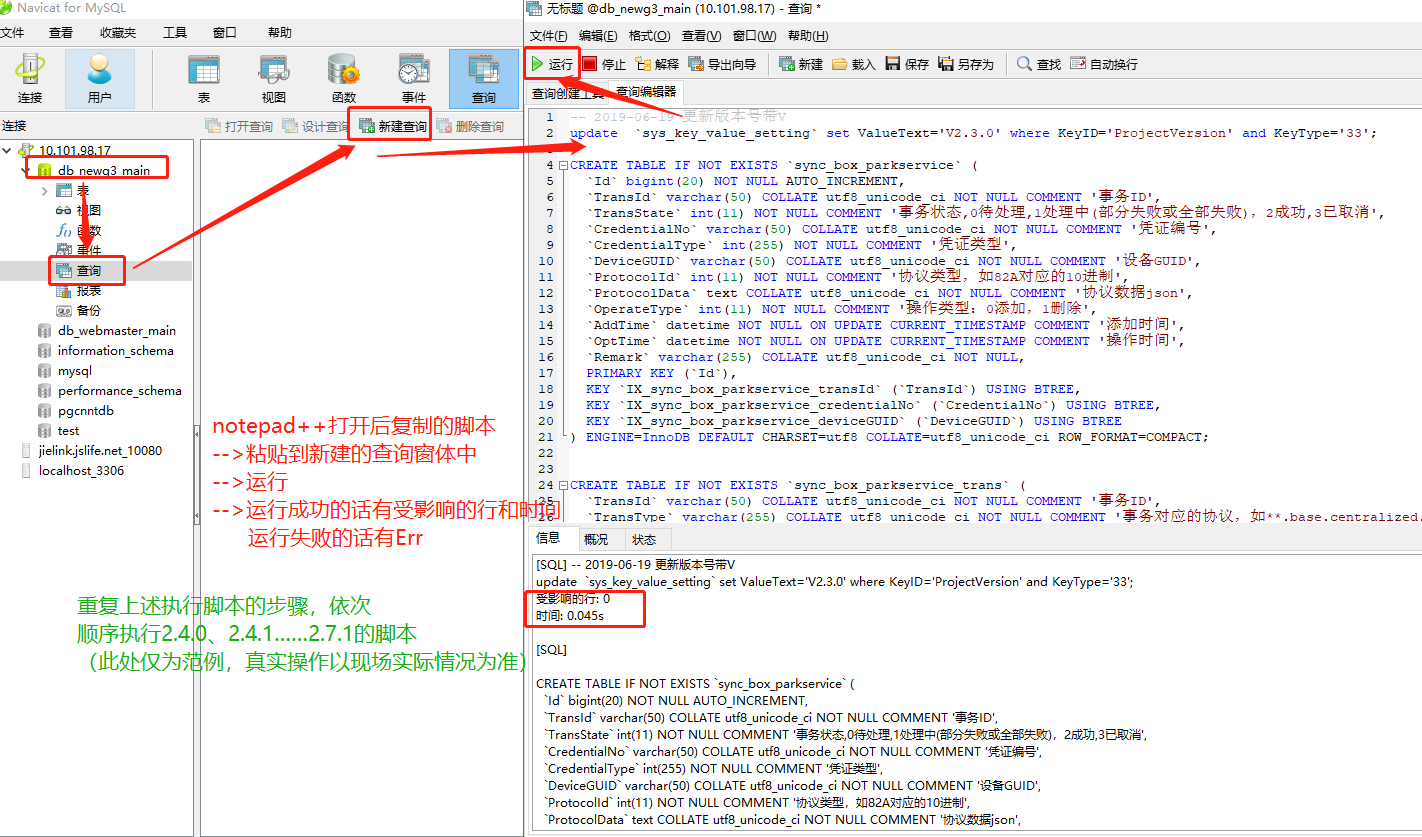 Navicat for MySQL
文件 查看 收藏夹 工具 窗口 帮助
连接 用户 表 视图 函数 事件 查询
连接
打开查询 设计查询 新建查询 删除查询
10.101.98.17
db_newg3_main
表
视图
函数
事件
查询
报表
备份
db_webmaster_main
information_schema
mysql
performance_schema
pgcnntdb
test
jielink.jslife.net_10080
localhost_3306
notepad++打开后复制的脚本
-->粘贴到新建的查询窗体中
-->运行
-->运行成功的话有受影响的行和时间
运行失败的话有Err
重复上述执行脚本的步骤，依次
顺序执行2.4.0、2.4.1......2.7.1的脚本
（此处仅为范例，真实操作以现场实际情况为准）
无标题 @db_newg3_main (10.101.98.17) - 查询 *
文件(F) 编辑(E) 格式(O) 查看(V) 窗口(W) 帮助(H)
运行 停止 解释 导出向导 新建 载入 保存 另存为 查找 自动换行
查询创建工具 查询编辑器
1 -- 2019-06-19 更新版本号带V
2 update `sys_key_value_setting` set ValueText='V2.3.0' where KeyID='ProjectVersion' and KeyType='33';
3
4 CREATE TABLE IF NOT EXISTS `sync_box_parkservice` (
5 `Id` bigint(20) NOT NULL AUTO_INCREMENT,
6 `TransId` varchar(50) COLLATE utf8_unicode_ci NOT NULL COMMENT '事务ID',
7 `TransState` int(11) NOT NULL COMMENT '事务状态,0待处理,1处理中(部分失败或全部失败)，2成功,3已取消',
8 `CredentialNo` varchar(50) COLLATE utf8_unicode_ci NOT NULL COMMENT '凭证编号',
9 `CredentialType` int(255) NOT NULL COMMENT '凭证类型',
10 `DeviceGUID` varchar(50) COLLATE utf8_unicode_ci NOT NULL COMMENT '设备GUID',
11 `ProtocolId` int(11) NOT NULL COMMENT '协议类型，如82A对应的10进制',
12 `ProtocolData` text COLLATE utf8_unicode_ci NOT NULL COMMENT '协议数据json',
13 `OperateType` int(11) NOT NULL COMMENT '操作类型：0添加，1删除',
14 `AddTime` datetime NOT NULL ON UPDATE CURRENT_TIMESTAMP COMMENT '添加时间',
15 `OptTime` datetime NOT NULL ON UPDATE CURRENT_TIMESTAMP COMMENT '操作时间',
16 `Remark` varchar(255) COLLATE utf8_unicode_ci NOT NULL,
17 PRIMARY KEY (`Id`),
18 KEY `IX_sync_box_parkservice_transId` (`TransId`) USING BTREE,
19 KEY `IX_sync_box_parkservice_credentialNo` (`CredentialNo`) USING BTREE,
20 KEY `IX_sync_box_parkservice_deviceGUID` (`DeviceGUID`) USING BTREE
21 ) ENGINE=InnoDB DEFAULT CHARSET=utf8 COLLATE=utf8_unicode_ci ROW_FORMAT=COMPACT;
22
23
24 CREATE TABLE IF NOT EXISTS `sync_box_parkservice_trans` (
25 `TransId` varchar(50) COLLATE utf8_unicode_ci NOT NULL COMMENT '事务ID',
26 `TransType` varchar(255) COLLATE utf8_unicode_ci NOT NULL COMMENT '事务对应的协议，如**.base.centralized.
信息 概况 状态
[SQL] -- 2019-06-19 更新版本号带V
update `sys_key_value_setting` set ValueText='V2.3.0' where KeyID='ProjectVersion' and KeyType='33';
受影响的行: 0
时间: 0.045s
[SQL]
CREATE TABLE IF NOT EXISTS `sync_box_parkservice` (
`Id` bigint(20) NOT NULL AUTO_INCREMENT,
`TransId` varchar(50) COLLATE utf8_unicode_ci NOT NULL COMMENT '事务ID',
`TransState` int(11) NOT NULL COMMENT '事务状态,0待处理,1处理中(部分失败或全部失败)，2成功,3已取消',
`CredentialNo` varchar(50) COLLATE utf8_unicode_ci NOT NULL COMMENT '凭证编号',
`CredentialType` int(255) NOT NULL COMMENT '凭证类型',
`DeviceGUID` varchar(50) COLLATE utf8_unicode_ci NOT NULL COMMENT '设备GUID',
`ProtocolId` int(11) NOT NULL COMMENT '协议类型，如82A对应的10进制',
`ProtocolData` text COLLATE utf8_unicode_ci NOT NULL COMMENT '协议数据json',